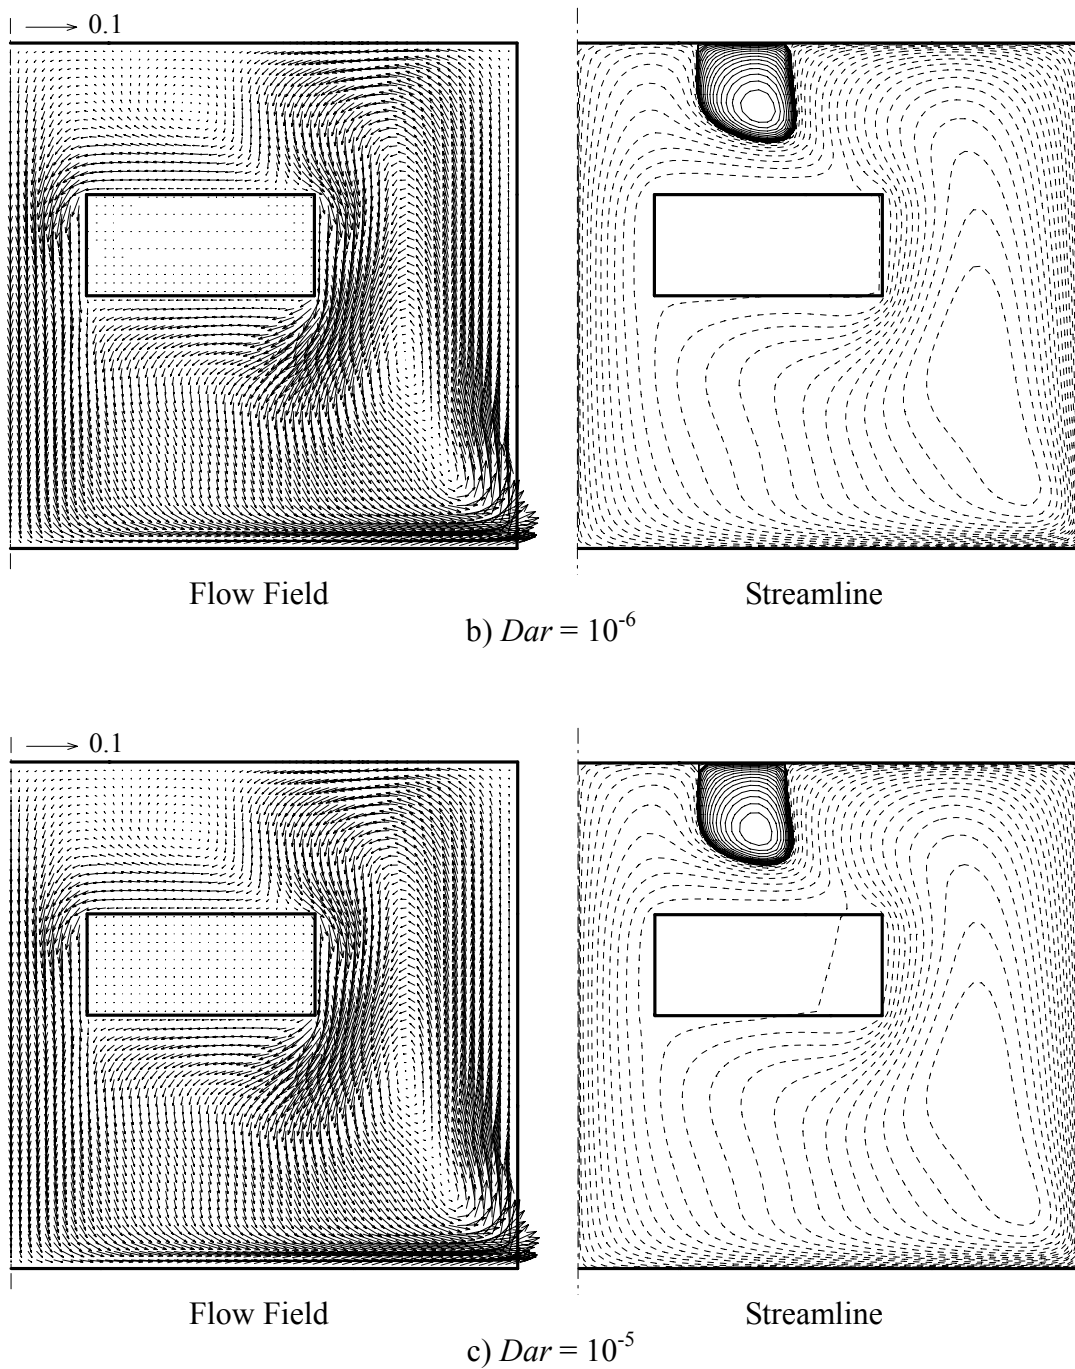 0.1
Flow Field Streamline
b) Dar = 10⁻⁶
0.1
Flow Field Streamline
c) Dar = 10⁻⁵